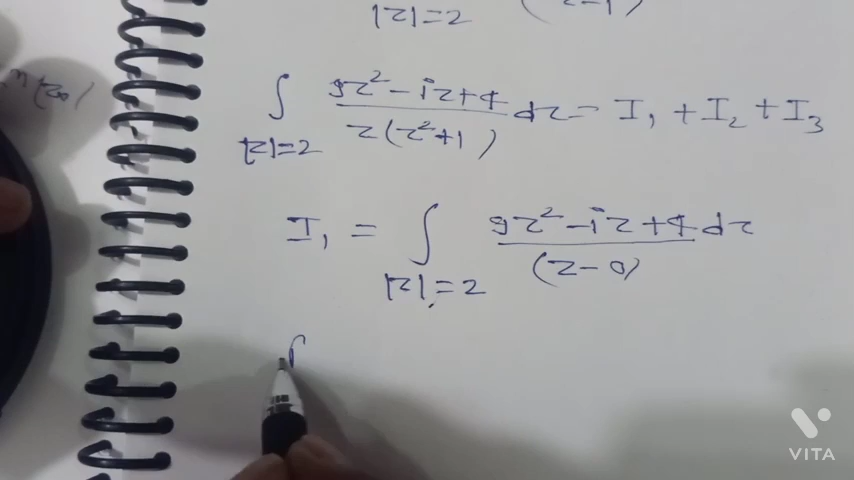 |z|=2 (z-1)
∫ 9z² - iz + 4 / z(z²+1) dz = I₁ + I₂ + I₃
|z|=2
I₁ = ∫ 9z² - iz + 4 / (z-0) dz
|z|=2
VITA